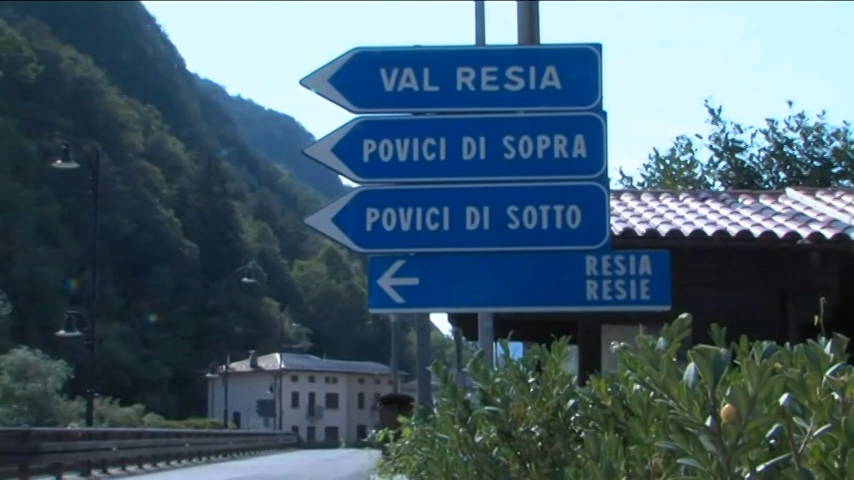 VAL RESIA
POVICI DI SOPRA
POVICI DI SOTTO
RESIA
RESIE